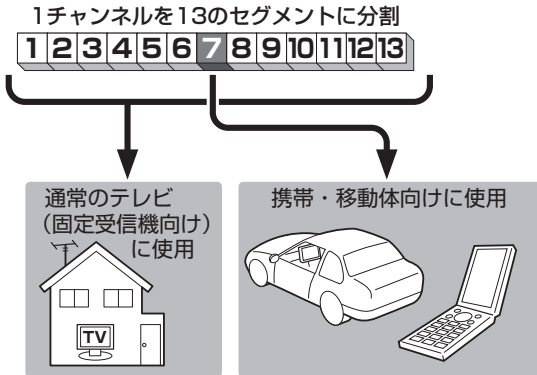 1チャンネルを13のセグメントに分割
1 2 3 4 5 6 7 8 9 10 11 12 13
通常のテレビ
（固定受信機向け）
に使用
TV
携帯・移動体向けに使用